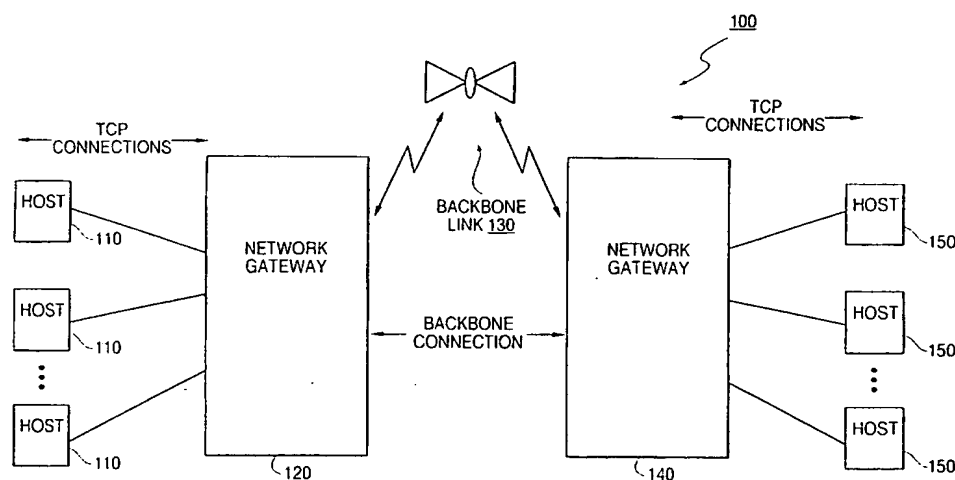 100
TCP
CONNECTIONS
TCP
CONNECTIONS
HOST
110
HOST
110
HOST
110
NETWORK
GATEWAY
120
BACKBONE
LINK 130
BACKBONE
CONNECTION
NETWORK
GATEWAY
140
HOST
150
HOST
150
HOST
150